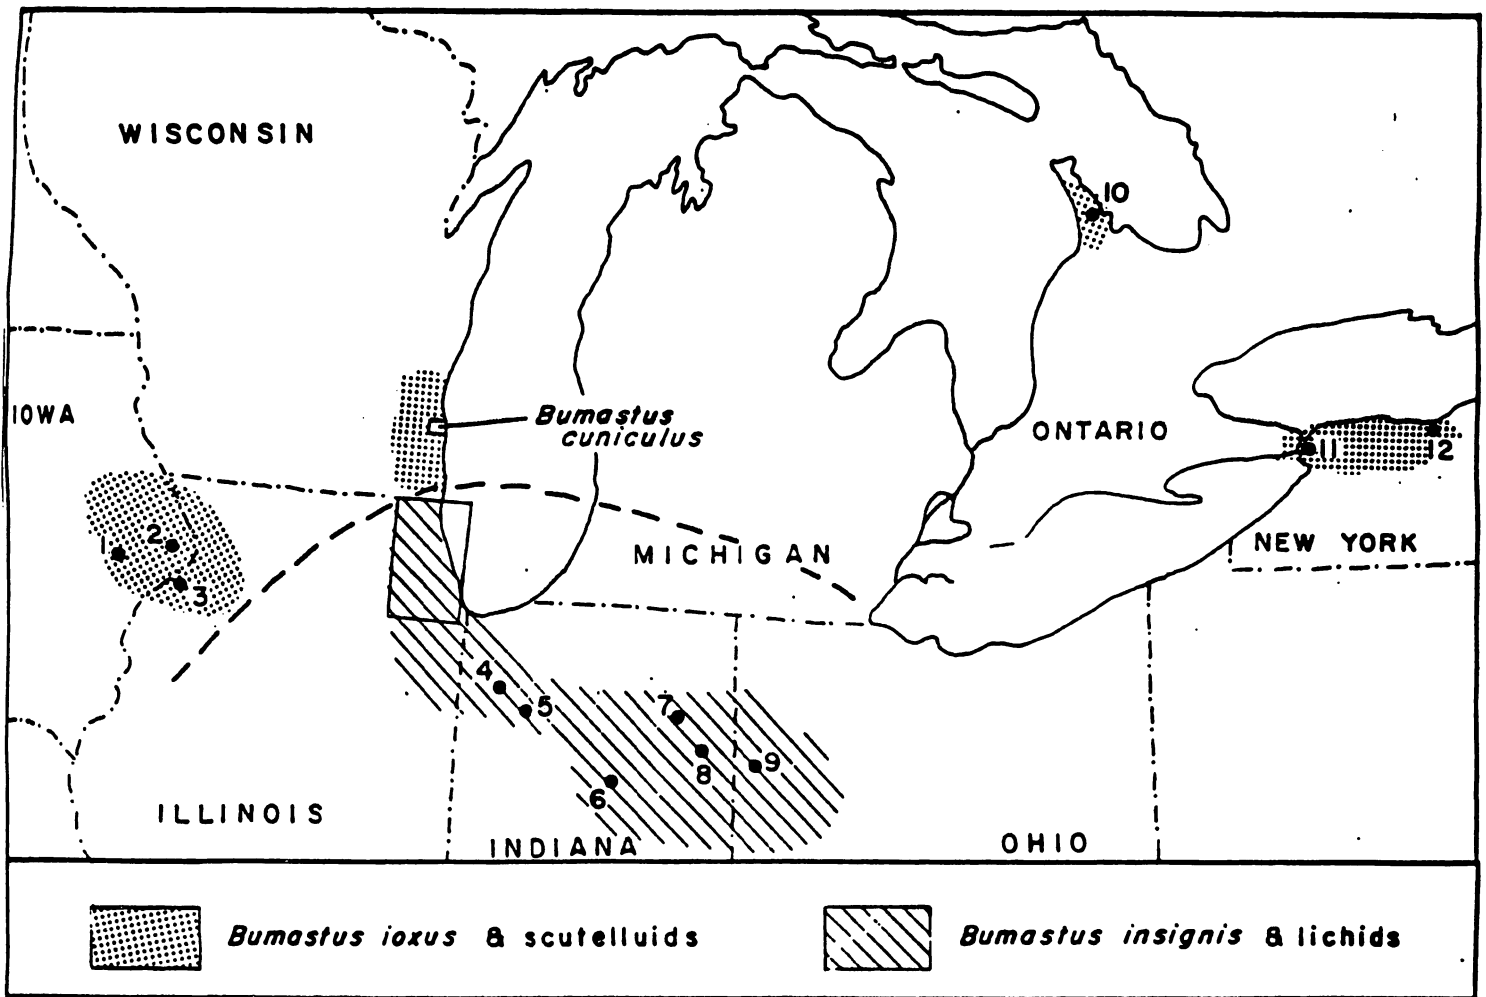 WISCONSIN
10
IOWA
Bumastus
cuniculus
ONTARIO
11
12
1
2
3
MICHIGAN
NEW YORK
4
5
7
8
9
6
ILLINOIS
INDIANA
OHIO
Bumastus ioxus & scutelluids
Bumastus insignis & lichids